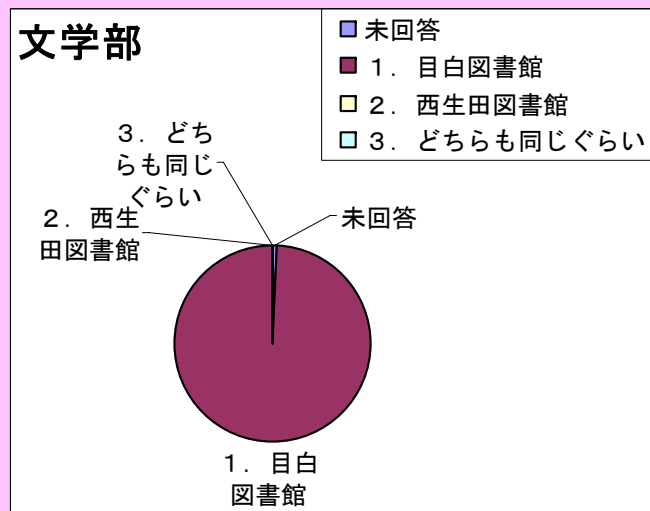 文学部
未回答
１．目白図書館
２．西生田図書館
３．どちらも同じぐらい
３．どち
らも同じ
ぐらい
２．西生
田図書館
未回答
１．目白
図書館